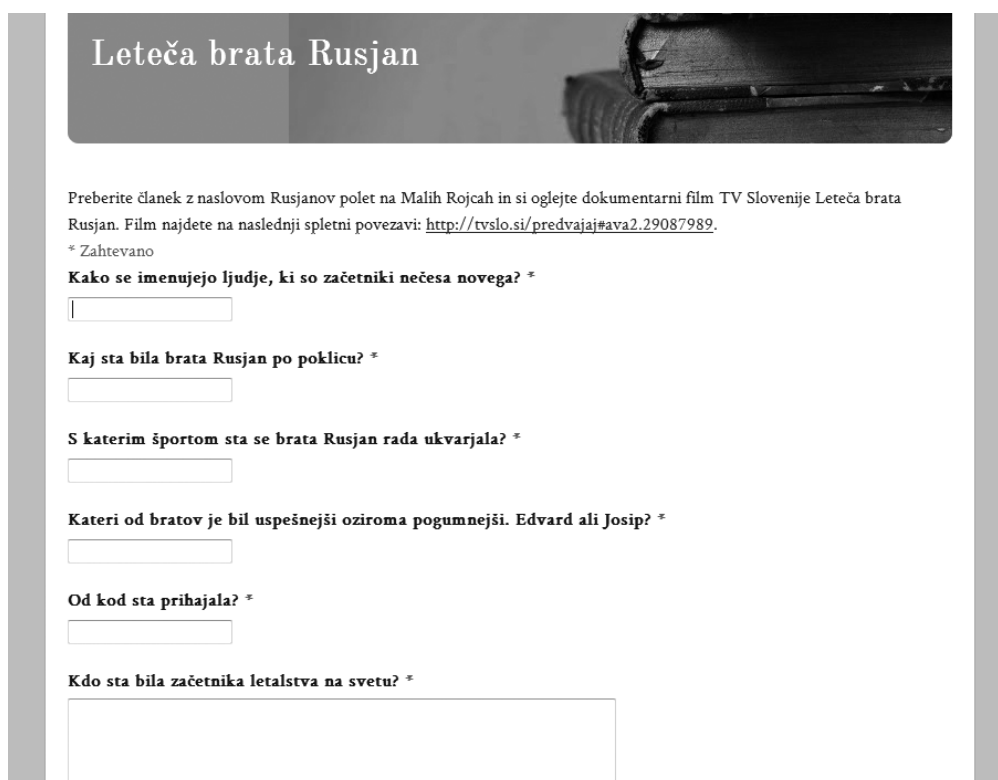 Leteča brata Rusjan
Preberite članek z naslovom Rusjanov polet na Malih Rojcah in si oglejte dokumentarni film TV Slovenije Leteča brata
Rusjan. Film najdete na naslednji spletni povezavi: http://tvslo.si/predvajaj#ava2.29087989.
* Zahtevano
Kako se imenujejo ljudje, ki so začetniki nečesa novega? *
Kaj sta bila brata Rusjan po poklicu? *
S katerim športom sta se brata Rusjan rada ukvarjala? *
Kateri od bratov je bil uspešnejši oziroma pogumnejši. Edvard ali Josip? *
Od kod sta prihajala? *
Kdo sta bila začetnika letalstva na svetu? *